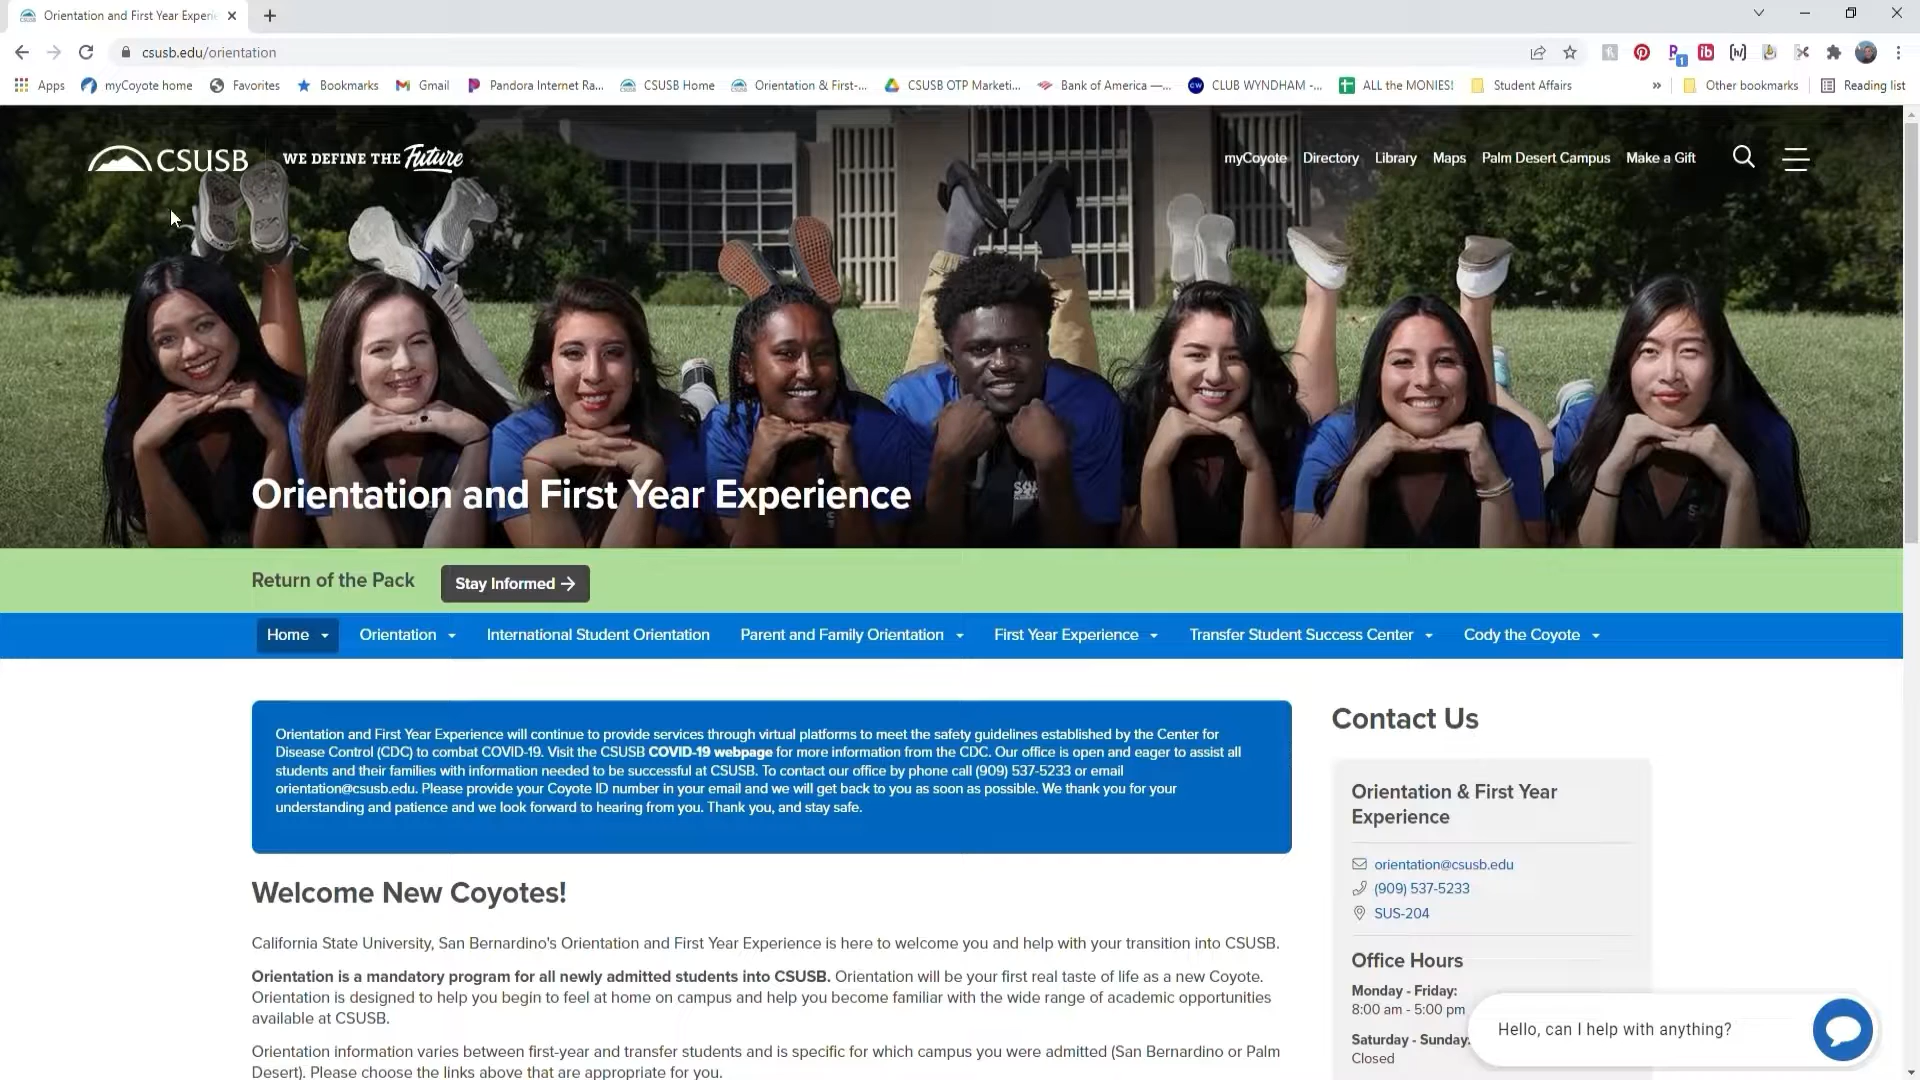 Orientation and First Year Experie
csusb.edu/orientation
Apps
myCoyote home
Favorites
Bookmarks
Gmail
Pandora Internet Ra...
CSUSB Home
Orientation & First-...
CSUSB OTP Marketi...
Bank of America —...
CLUB WYNDHAM -...
ALL the MONIES!
Student Affairs
»
Other bookmarks
Reading list
CSUSB
WE DEFINE THE Future
myCoyote
Directory
Library
Maps
Palm Desert Campus
Make a Gift
Orientation and First Year Experience
Return of the Pack
Stay Informed →
Home
Orientation
International Student Orientation
Parent and Family Orientation
First Year Experience
Transfer Student Success Center
Cody the Coyote
Orientation and First Year Experience will continue to provide services through virtual platforms to meet the safety guidelines established by the Center for
Disease Control (CDC) to combat COVID-19. Visit the CSUSB COVID-19 webpage for more information from the CDC. Our office is open and eager to assist all
students and their families with information needed to be successful at CSUSB. To contact our office by phone call (909) 537-5233 or email
orientation@csusb.edu. Please provide your Coyote ID number in your email and we will get back to you as soon as possible. We thank you for your
understanding and patience and we look forward to hearing from you. Thank you, and stay safe.
Welcome New Coyotes!
California State University, San Bernardino's Orientation and First Year Experience is here to welcome you and help with your transition into CSUSB.
Orientation is a mandatory program for all newly admitted students into CSUSB. Orientation will be your first real taste of life as a new Coyote.
Orientation is designed to help you begin to feel at home on campus and help you become familiar with the wide range of academic opportunities
available at CSUSB.
Orientation information varies between first-year and transfer students and is specific for which campus you were admitted (San Bernardino or Palm
Desert). Please choose the links above that are appropriate for you.
Contact Us
Orientation & First Year
Experience
orientation@csusb.edu
(909) 537-5233
SUS-204
Office Hours
Monday - Friday:
8:00 am - 5:00 pm
Saturday - Sunday:
Closed
Hello, can I help with anything?